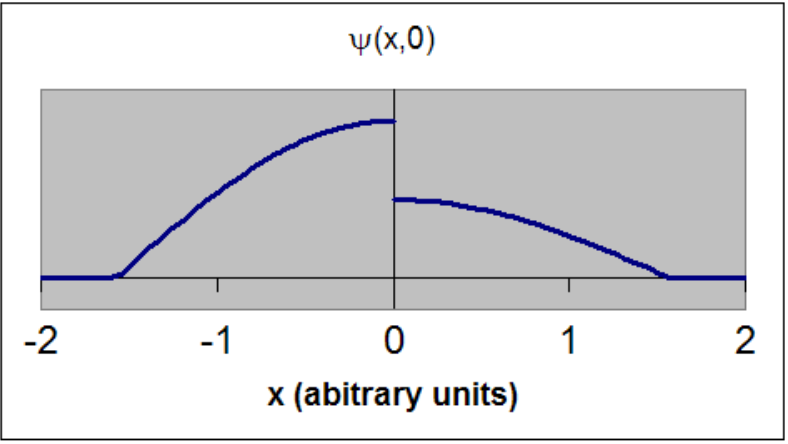 ψ(x,0)
-2 -1 0 1 2
x (abitrary units)